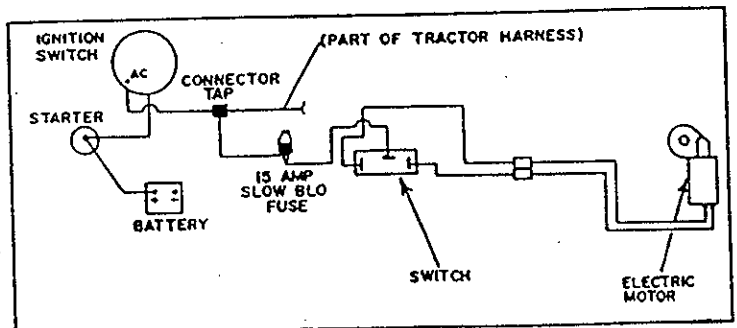 IGNITION
SWITCH
AC
(PART OF TRACTOR HARNESS)
CONNECTOR
TAP
STARTER
15 AMP
SLOW BLO
FUSE
BATTERY
SWITCH
ELECTRIC
MOTOR